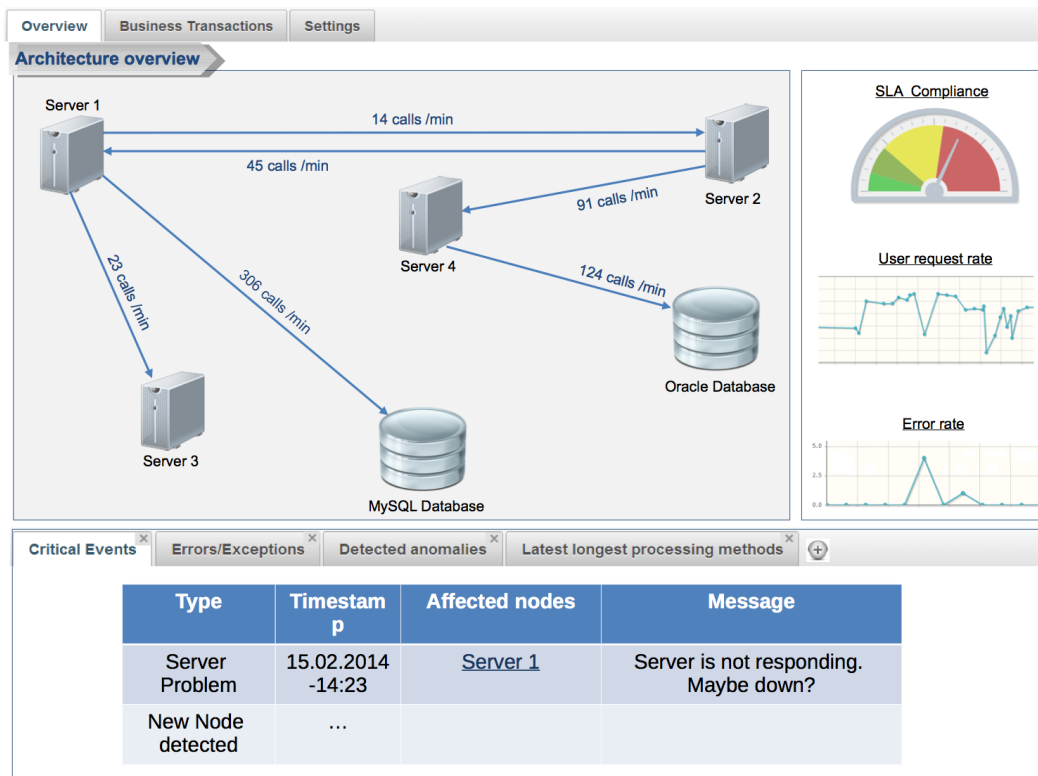 Overview
Business Transactions
Settings
Architecture overview
Server 1
14 calls /min
45 calls /min
Server 2
91 calls /min
Server 4
124 calls /min
23 calls /min
306 calls /min
Oracle Database
Server 3
MySQL Database
SLA  Compliance
User request rate
Error rate
5.0
2.5
0.0
Critical Events
Errors/Exceptions
Detected anomalies
Latest longest processing methods
Type
Timestam
p
Affected nodes
Message
Server
Problem
15.02.2014
-14:23
Server 1
Server is not responding.
Maybe down?
New Node
detected
…